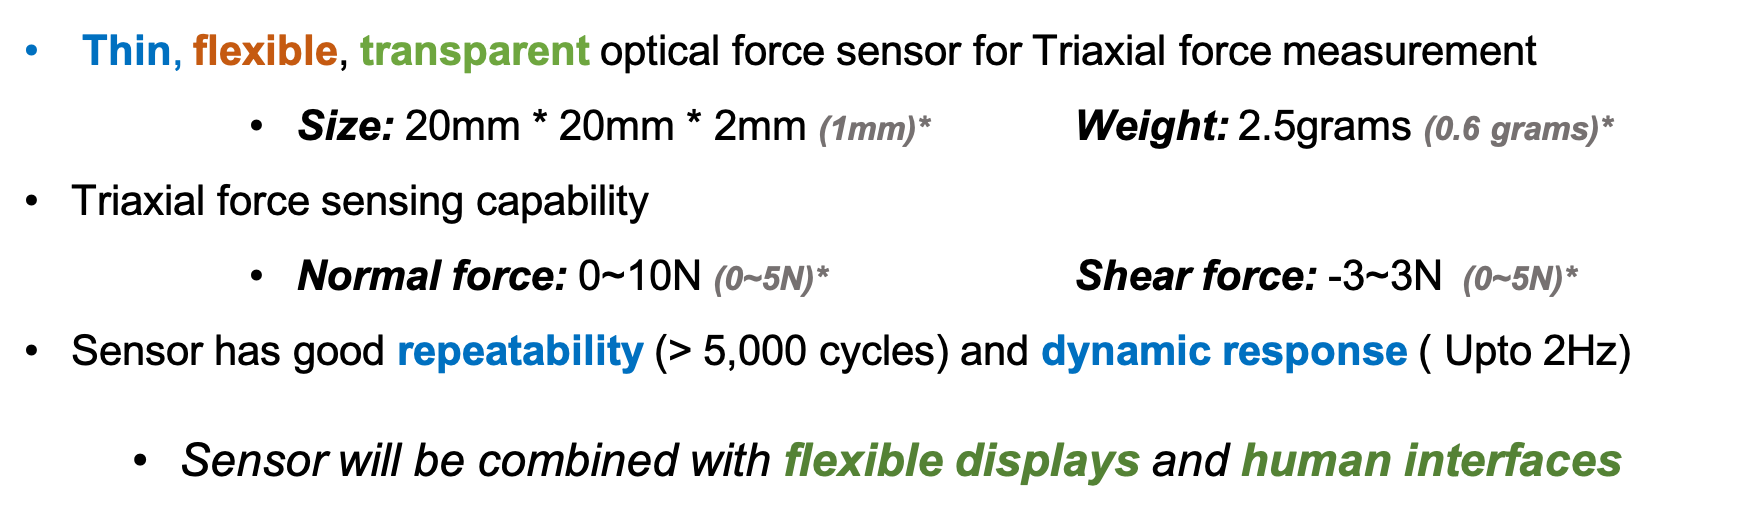 • Thin, flexible, transparent optical force sensor for Triaxial force measurement
• Size: 20mm * 20mm * 2mm (1mm)* Weight: 2.5grams (0.6 grams)*
• Triaxial force sensing capability
• Normal force: 0~10N (0~5N)* Shear force: -3~3N (0~5N)*
• Sensor has good repeatability (> 5,000 cycles) and dynamic response ( Upto 2Hz)
• Sensor will be combined with flexible displays and human interfaces